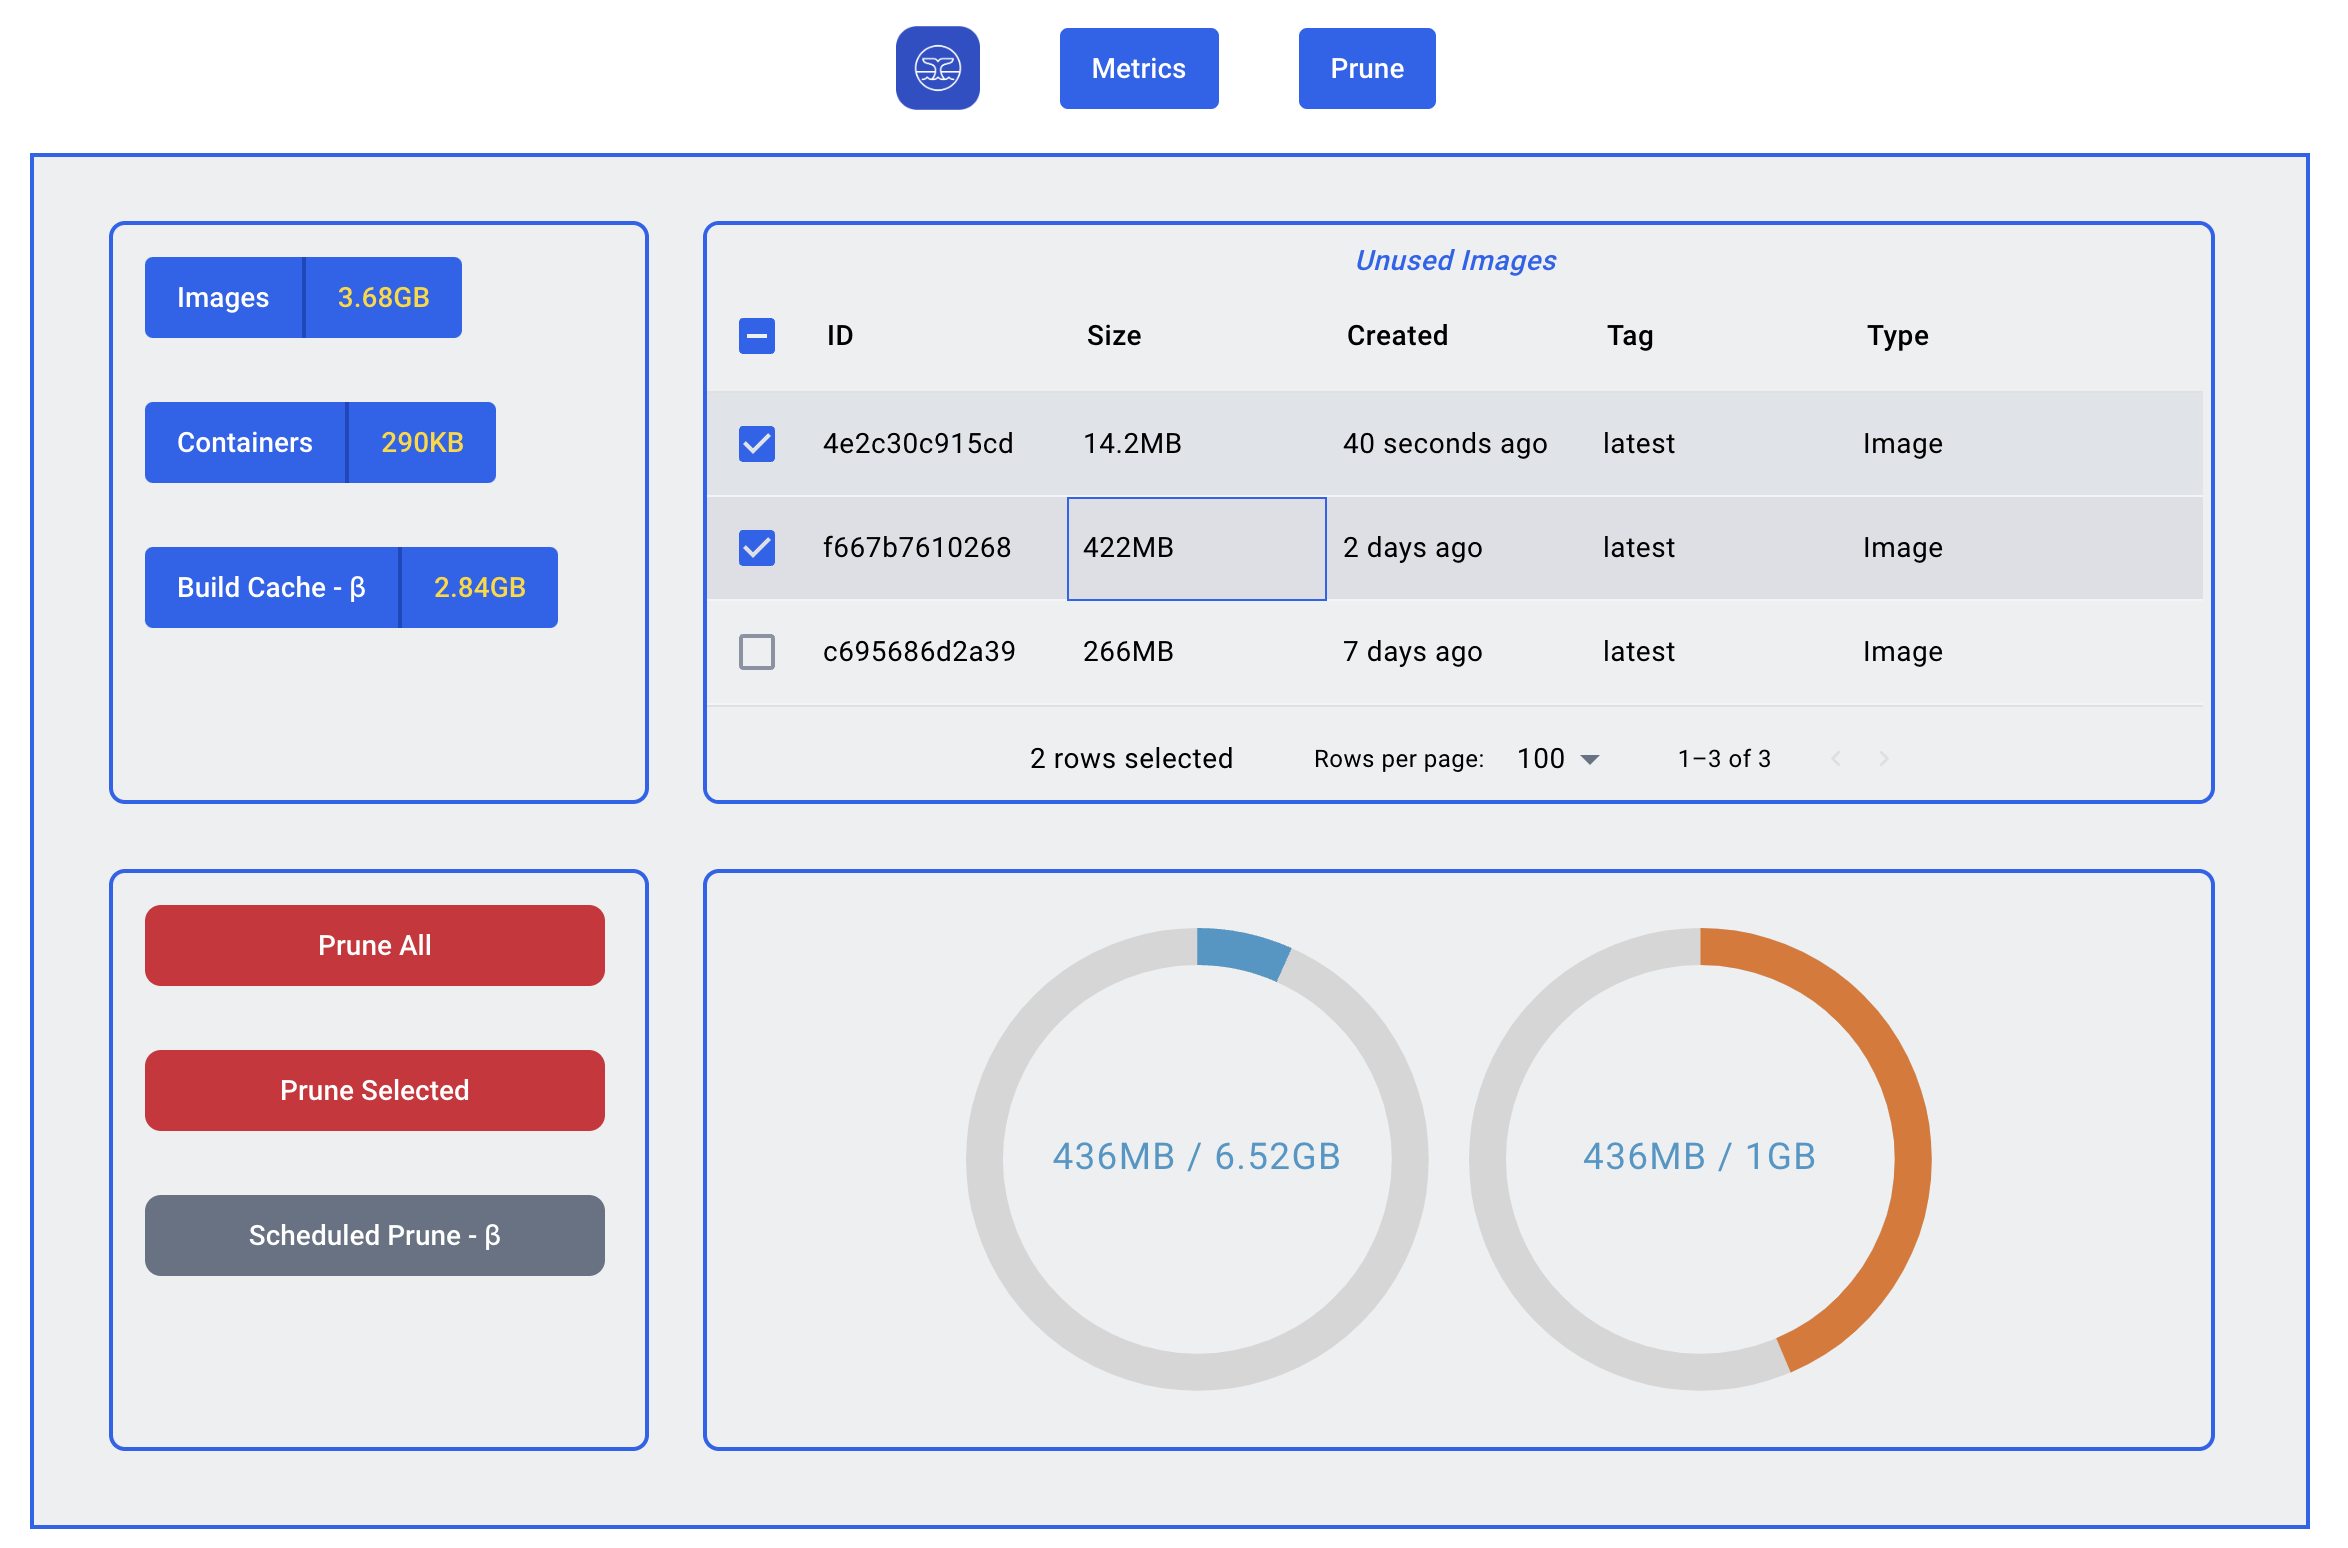 Metrics
Prune
Images 3.68GB
Containers 290KB
Build Cache - β 2.84GB
Unused Images
ID Size Created Tag Type
4e2c30c915cd 14.2MB 40 seconds ago latest Image
f667b7610268 422MB 2 days ago latest Image
c695686d2a39 266MB 7 days ago latest Image
2 rows selected Rows per page: 100 1–3 of 3
Prune All
Prune Selected
Scheduled Prune - β
436MB / 6.52GB
436MB / 1GB